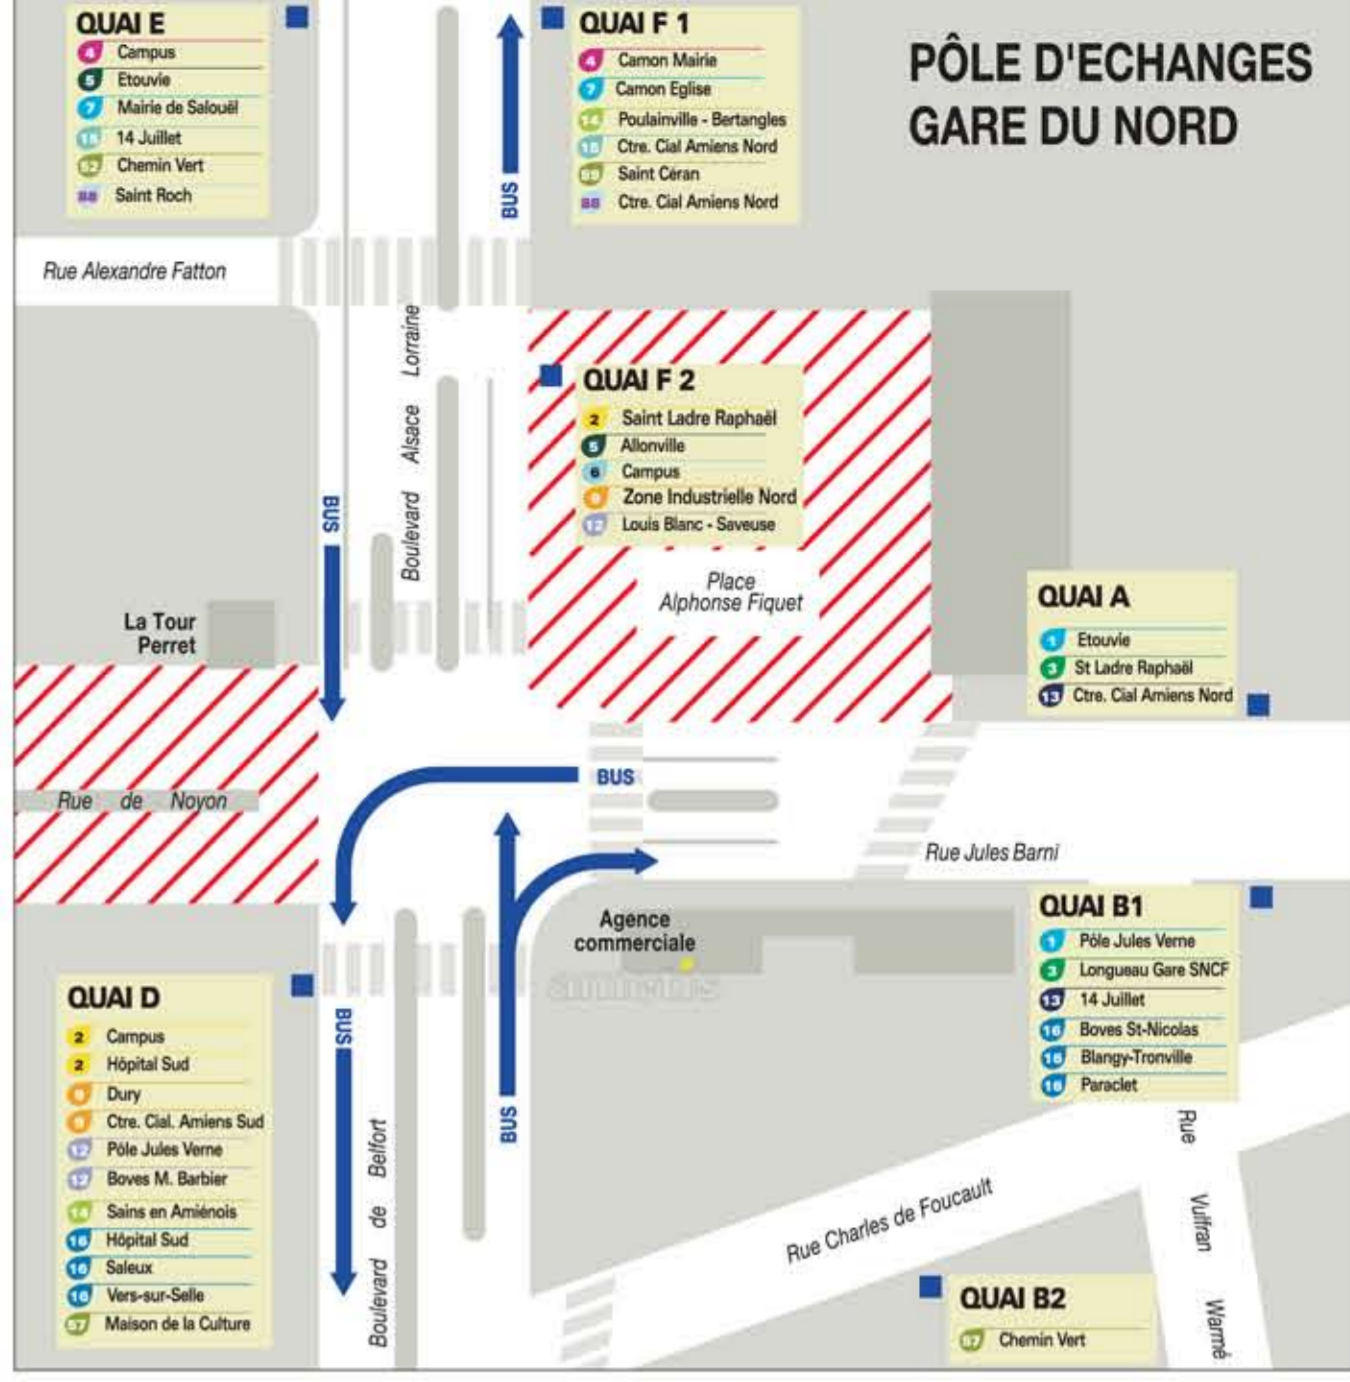 PÔLE D'ECHANGES
GARE DU NORD
QUAI E
4 Campus
5 Etouvie
7 Mairie de Salouël
14 Juillet
Chemin Vert
88 Saint Roch
QUAI F 1
4 Camon Mairie
7 Camon Eglise
14 Poulainville - Bertangles
Ctre. Cial Amiens Nord
Saint Céran
88 Ctre. Cial Amiens Nord
BUS
Rue Alexandre Fatton
Boulevard Alsace Lorraine
QUAI F 2
2 Saint Ladre Raphaël
5 Allonville
6 Campus
9 Zone Industrielle Nord
12 Louis Blanc - Saveuse
BUS
Place
Alphonse Fiquet
La Tour
Perret
QUAI A
1 Etouvie
3 St Ladre Raphaël
13 Ctre. Cial Amiens Nord
BUS
Rue de Noyon
Rue Jules Barni
Agence
commerciale
amétis
QUAI B1
1 Pôle Jules Verne
3 Longueau Gare SNCF
13 14 Juillet
16 Boves St-Nicolas
16 Blangy-Tronville
16 Paraclet
QUAI D
2 Campus
2 Hôpital Sud
9 Dury
9 Ctre. Cial. Amiens Sud
12 Pôle Jules Verne
12 Boves M. Barbier
14 Sains en Amiénois
16 Hôpital Sud
16 Saleux
16 Vers-sur-Selle
57 Maison de la Culture
BUS
BUS
Boulevard de Belfort
Rue Charles de Foucault
Rue Vulfran Warmé
QUAI B2
57 Chemin Vert